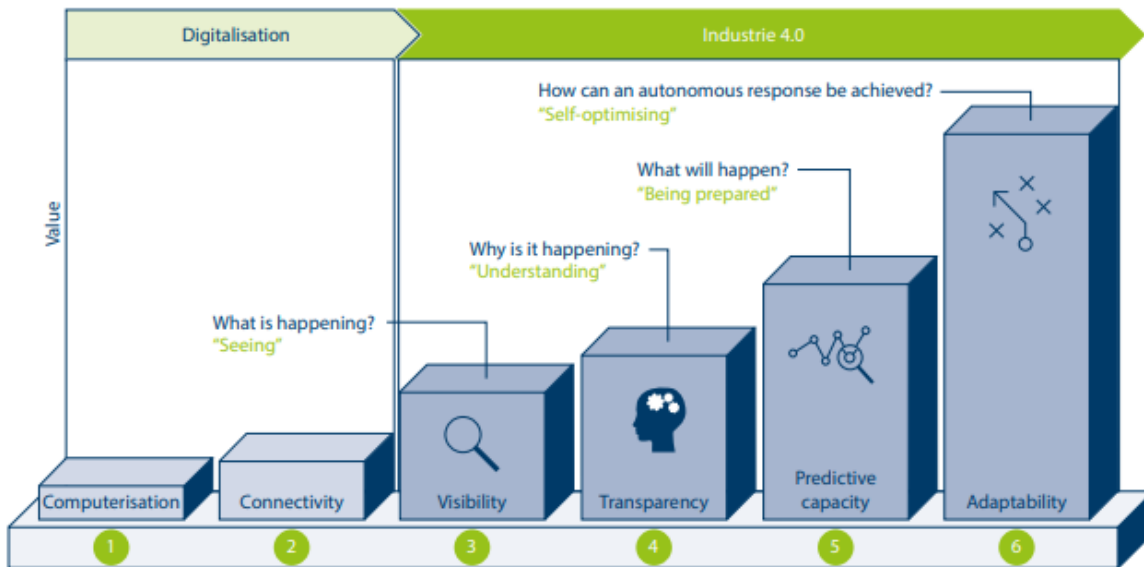 Digitalisation
Industrie 4.0
How can an autonomous response be achieved?
“Self-optimising”
What will happen?
“Being prepared”
Value
Why is it happening?
“Understanding”
What is happening?
“Seeing”
Computerisation
Connectivity
Visibility
Transparency
Predictive
capacity
Adaptability
1
2
3
4
5
6